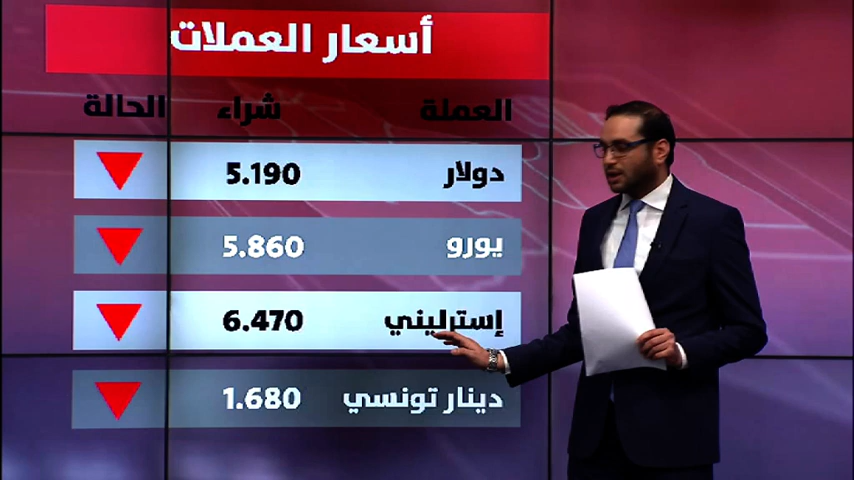 أسعار العملات
العملة شراء الحالة
دولار 5.190
يورو 5.860
إسترليني 6.470
دينار تونسي 1.680